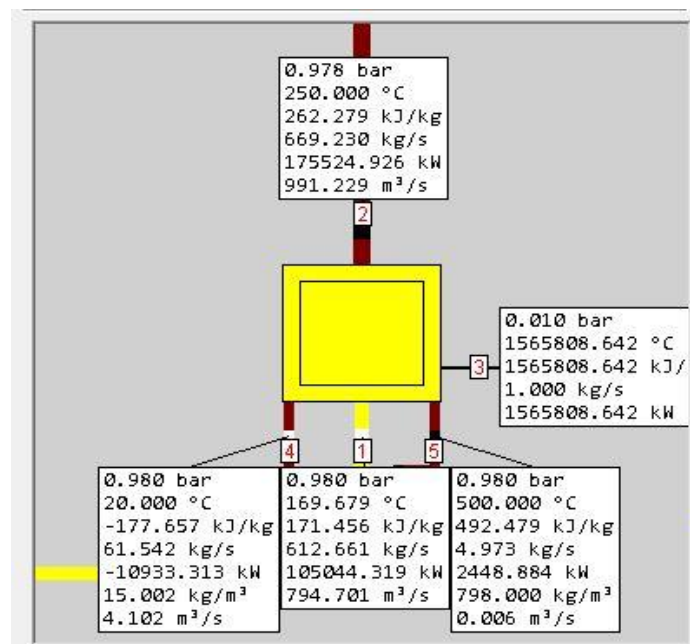 0.978 bar
250.000 °C
262.279 kJ/kg
669.230 kg/s
175524.926 kW
991.229 m³/s
2
0.010 bar
1565808.642 °C
1565808.642 kJ/
1.000 kg/s
1565808.642 kW
3
4
1
5
0.980 bar
20.000 °C
-177.657 kJ/kg
61.542 kg/s
-10933.313 kW
15.002 kg/m³
4.102 m³/s
0.980 bar
169.679 °C
171.456 kJ/kg
612.661 kg/s
105044.319 kW
794.701 m³/s
0.980 bar
500.000 °C
492.479 kJ/kg
4.973 kg/s
2448.884 kW
798.000 kg/m³
0.006 m³/s